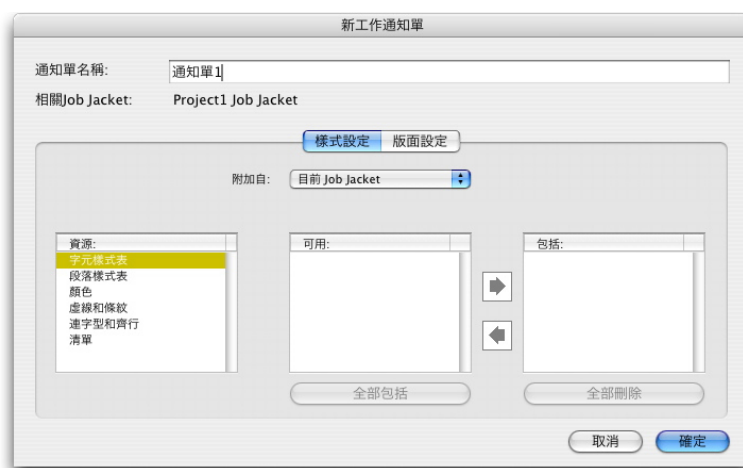 新工作通知單
通知單名稱: 通知單1
相關Job Jacket: Project1 Job Jacket
樣式設定 版面設定
附加自: 目前 Job Jacket
資源: 可用: 包括:
字元樣式表
段落樣式表
顏色
虛線和條紋
連字型和齊行
清單
全部包括 全部刪除
取消 確定